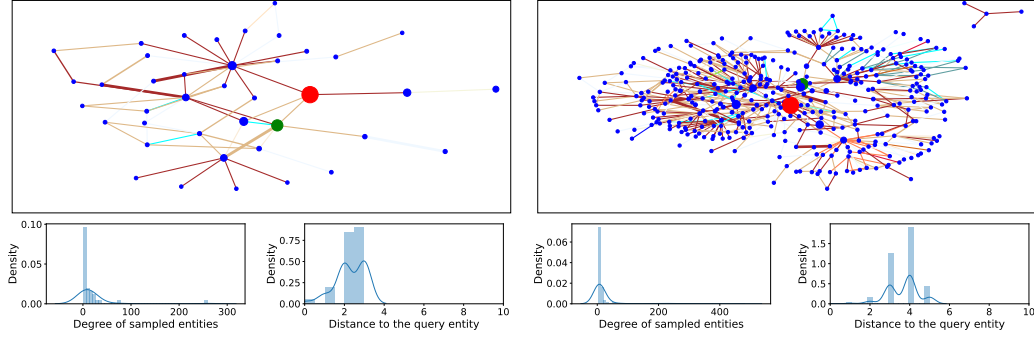 0.10
0.05
0.00
Density
0 100 200 300
Degree of sampled entities
0.75
0.50
0.25
0.00
Density
0 2 4 6 8 10
Distance to the query entity
0.06
0.04
0.02
0.00
Density
0 200 400
Degree of sampled entities
1.5
1.0
0.5
0.0
Density
0 2 4 6 8 10
Distance to the query entity